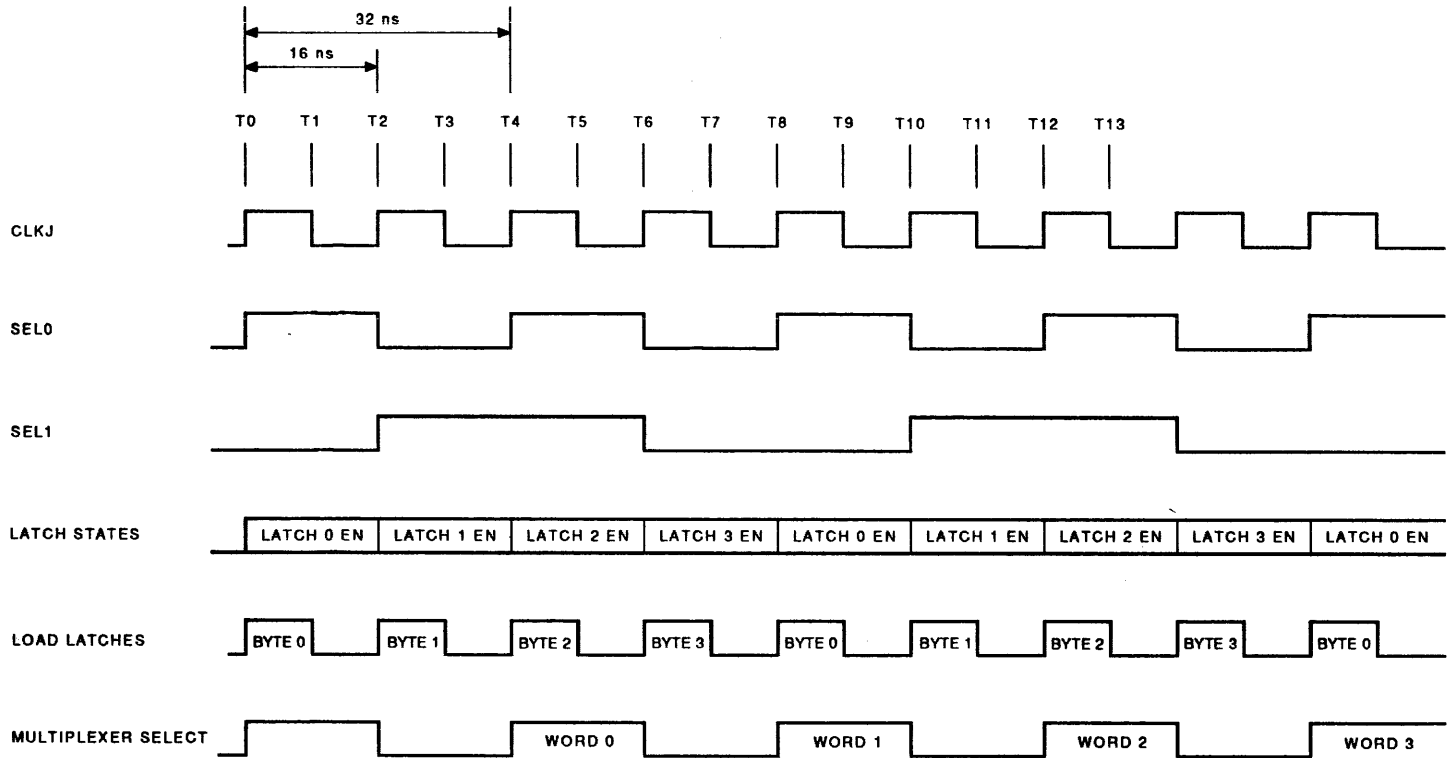 32 ns
16 ns
T0 T1 T2 T3 T4 T5 T6 T7 T8 T9 T10 T11 T12 T13
CLKJ
SEL0
SEL1
LATCH STATES LATCH 0 EN LATCH 1 EN LATCH 2 EN LATCH 3 EN LATCH 0 EN LATCH 1 EN LATCH 2 EN LATCH 3 EN LATCH 0 EN
LOAD LATCHES BYTE 0 BYTE 1 BYTE 2 BYTE 3 BYTE 0 BYTE 1 BYTE 2 BYTE 3 BYTE 0
MULTIPLEXER SELECT WORD 0 WORD 1 WORD 2 WORD 3